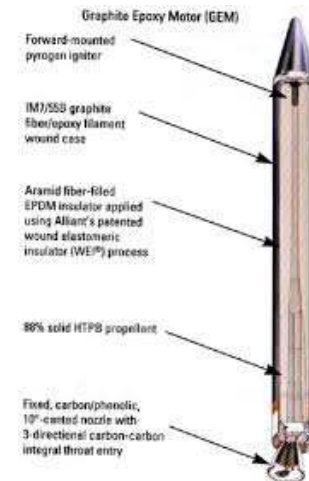 Graphite Epoxy Motor (GEM)
Forward-mounted
pyrogen igniter
IM7/55B graphite
fiber/epoxy filament
wound case
Aramid fiber-filled
EPDM insulator applied
using Alliant's patented
wound elastomeric
insulator (WEI®) process
88% solid HTPB propellent
Fixed, carbon/phenolic,
10°-canted nozzle with
3-directional carbon-carbon
integral throat entry